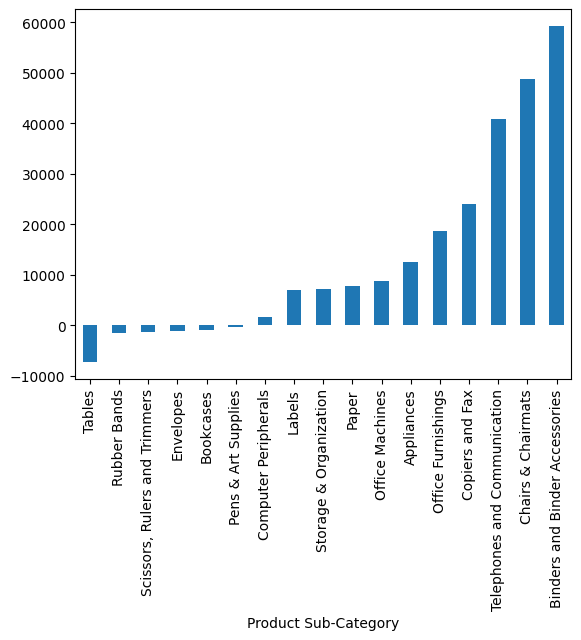 60000
50000
40000
30000
20000
10000
0
−10000
Tables
Rubber Bands
Scissors, Rulers and Trimmers
Envelopes
Bookcases
Pens & Art Supplies
Computer Peripherals
Labels
Storage & Organization
Paper
Office Machines
Appliances
Office Furnishings
Copiers and Fax
Telephones and Communication
Chairs & Chairmats
Binders and Binder Accessories
Product Sub-Category